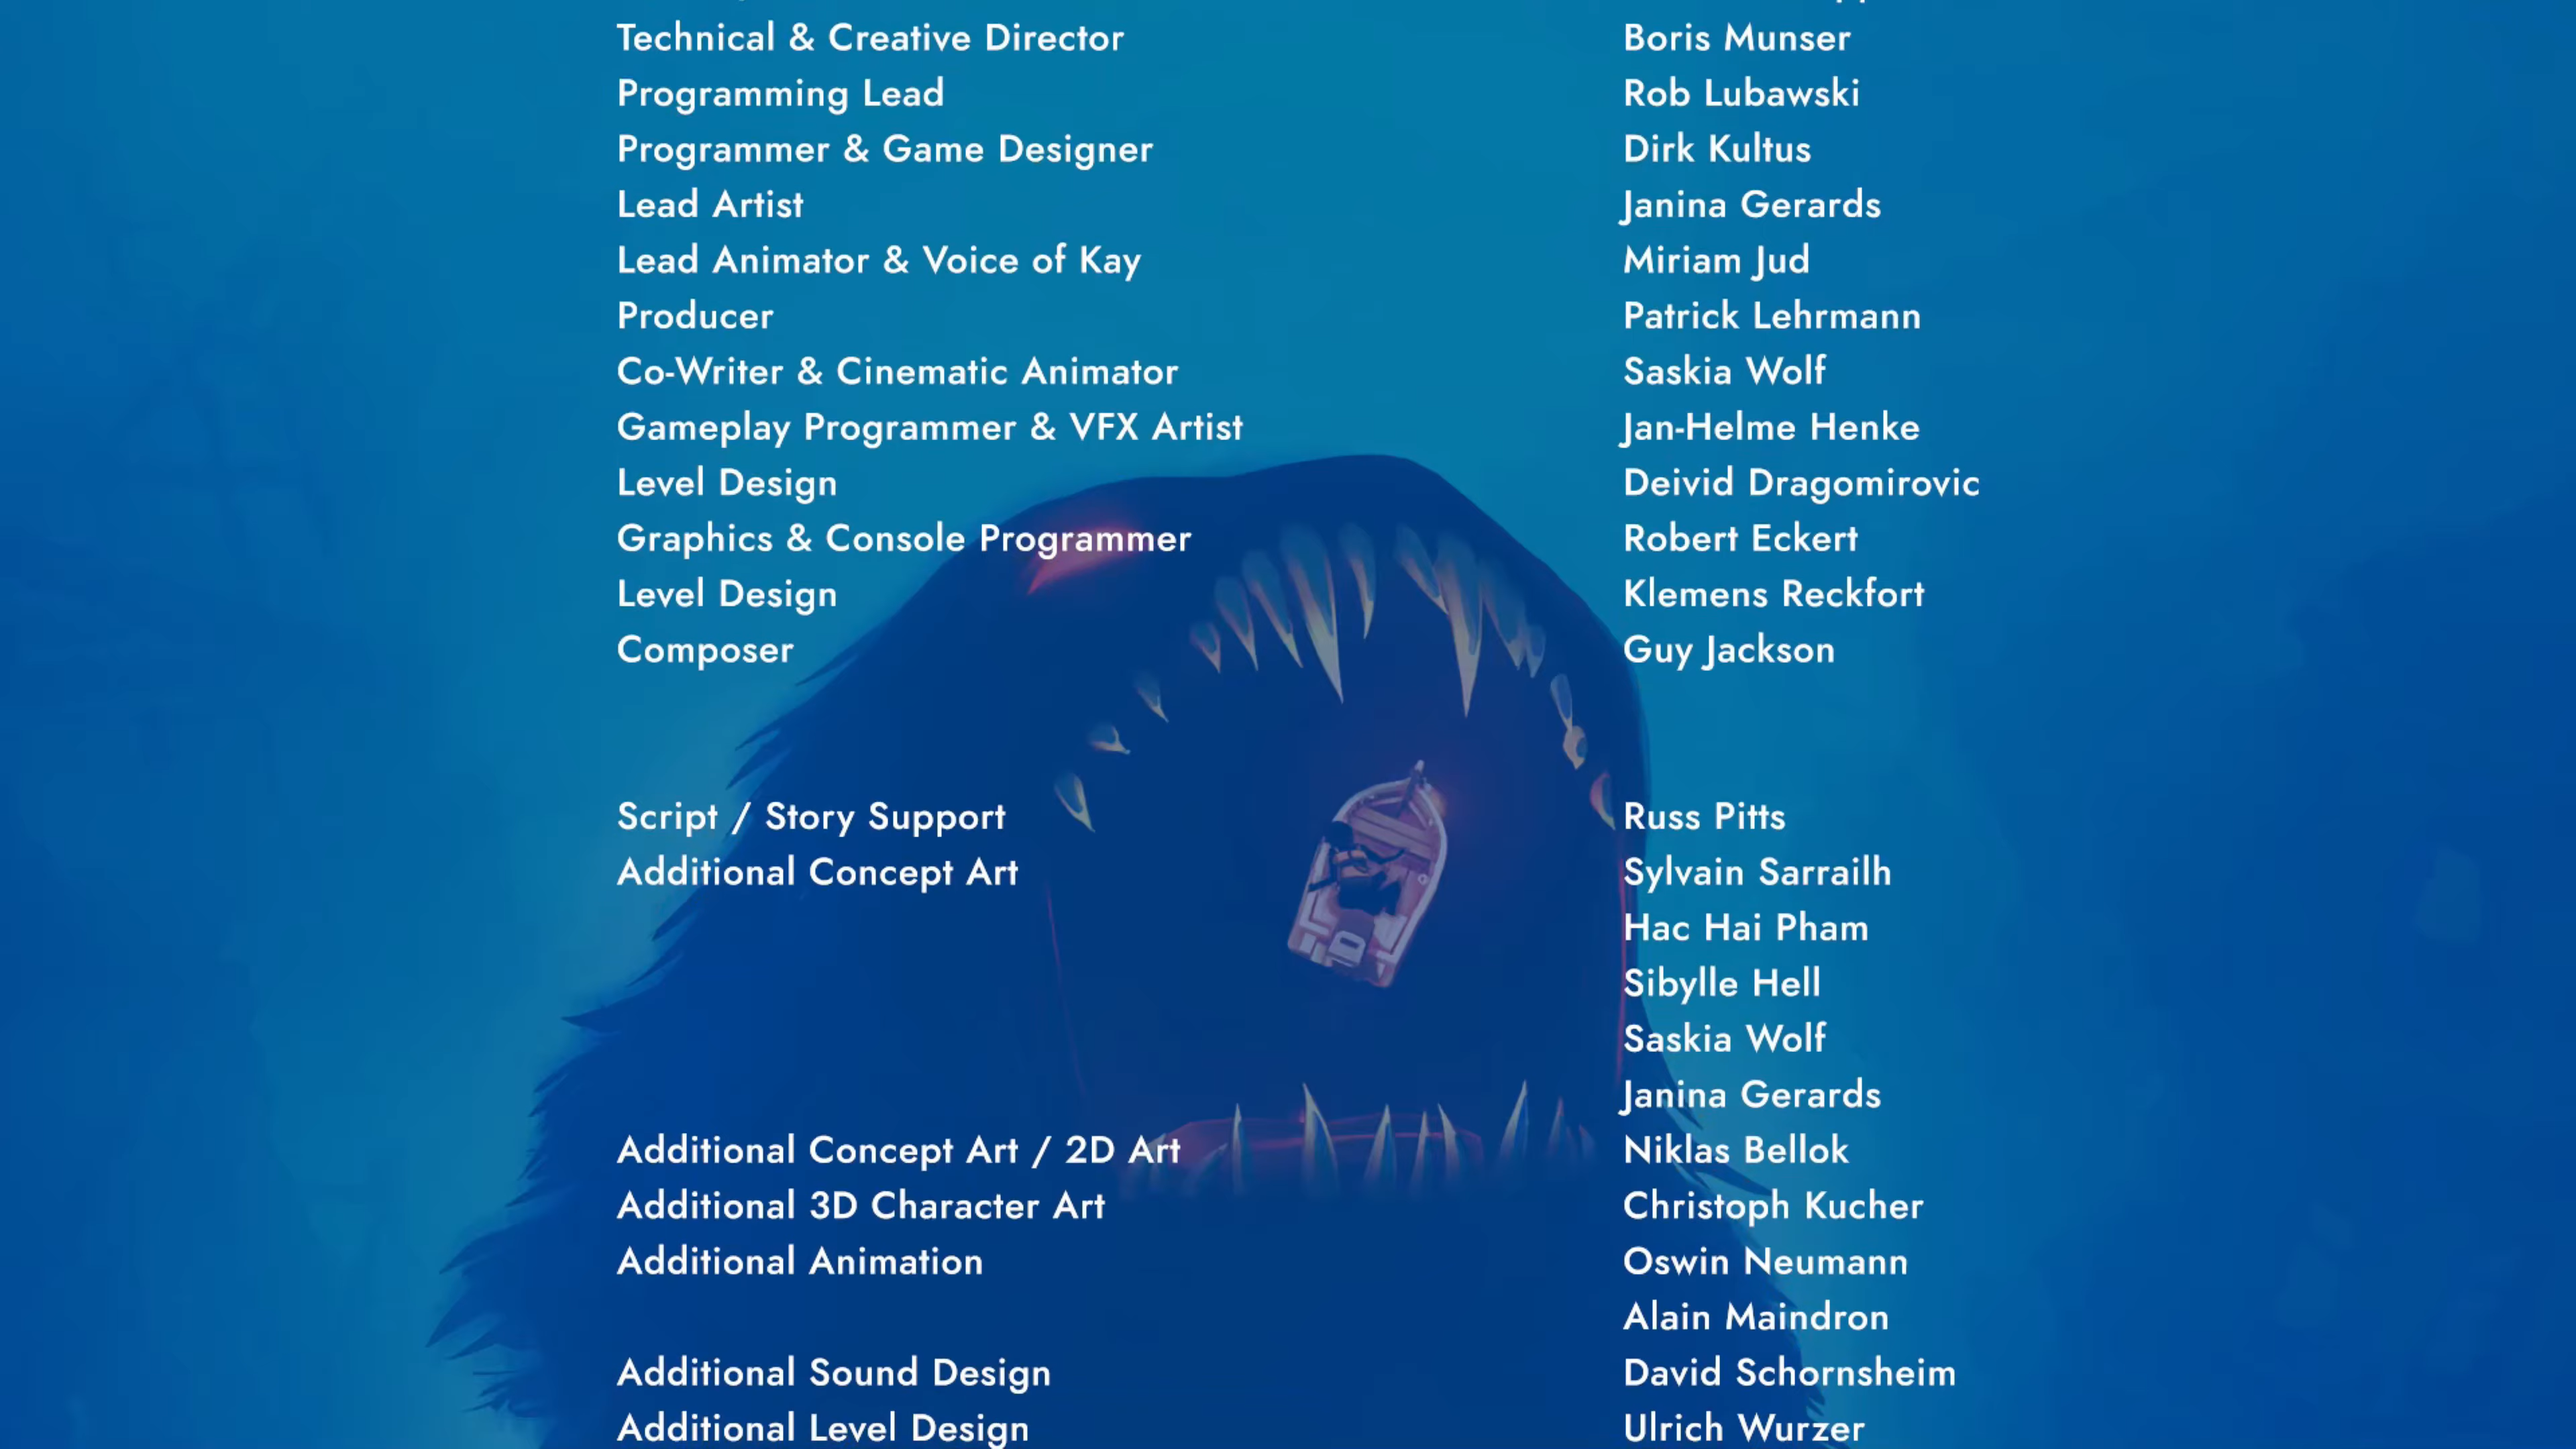 Technical & Creative Director Boris Munser
Programming Lead Rob Lubawski
Programmer & Game Designer Dirk Kultus
Lead Artist Janina Gerards
Lead Animator & Voice of Kay Miriam Jud
Producer Patrick Lehrmann
Co-Writer & Cinematic Animator Saskia Wolf
Gameplay Programmer & VFX Artist Jan-Helme Henke
Level Design Deivid Dragomirovic
Graphics & Console Programmer Robert Eckert
Level Design Klemens Reckfort
Composer Guy Jackson
Script / Story Support Russ Pitts
Additional Concept Art Sylvain Sarrailh
Hac Hai Pham
Sibylle Hell
Saskia Wolf
Janina Gerards
Additional Concept Art / 2D Art Niklas Bellok
Additional 3D Character Art Christoph Kucher
Additional Animation Oswin Neumann
Alain Maindron
Additional Sound Design David Schornsheim
Additional Level Design Ulrich Wurzer